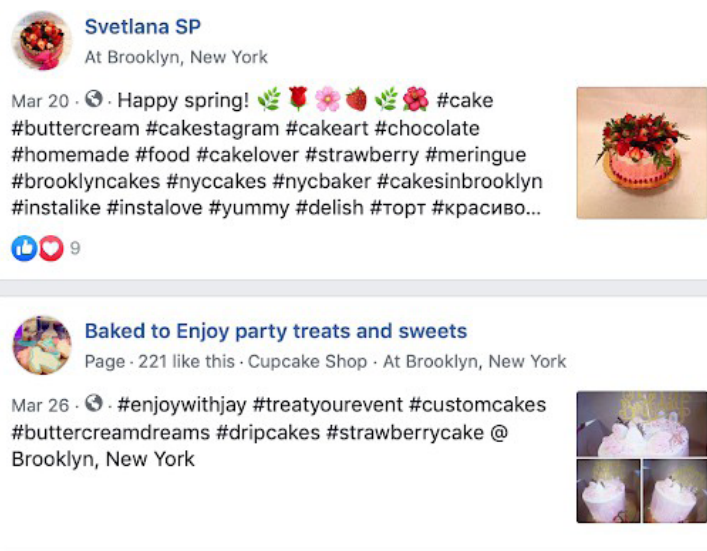 Svetlana SP
At Brooklyn, New York
Mar 20 · Happy spring! 🌿🌹🌸🍓🌿🌺 #cake
#buttercream #cakestagram #cakeart #chocolate
#homemade #food #cakelover #strawberry #meringue
#brooklyncakes #nyccakes #nycbaker #cakesinbrooklyn
#instalike #instalove #yummy #delish #торт #красиво...
9
Baked to Enjoy party treats and sweets
Page · 221 like this · Cupcake Shop · At Brooklyn, New York
Mar 26 · #enjoywithjay #treatyourevent #customcakes
#buttercreamdreams #dripcakes #strawberrycake @
Brooklyn, New York